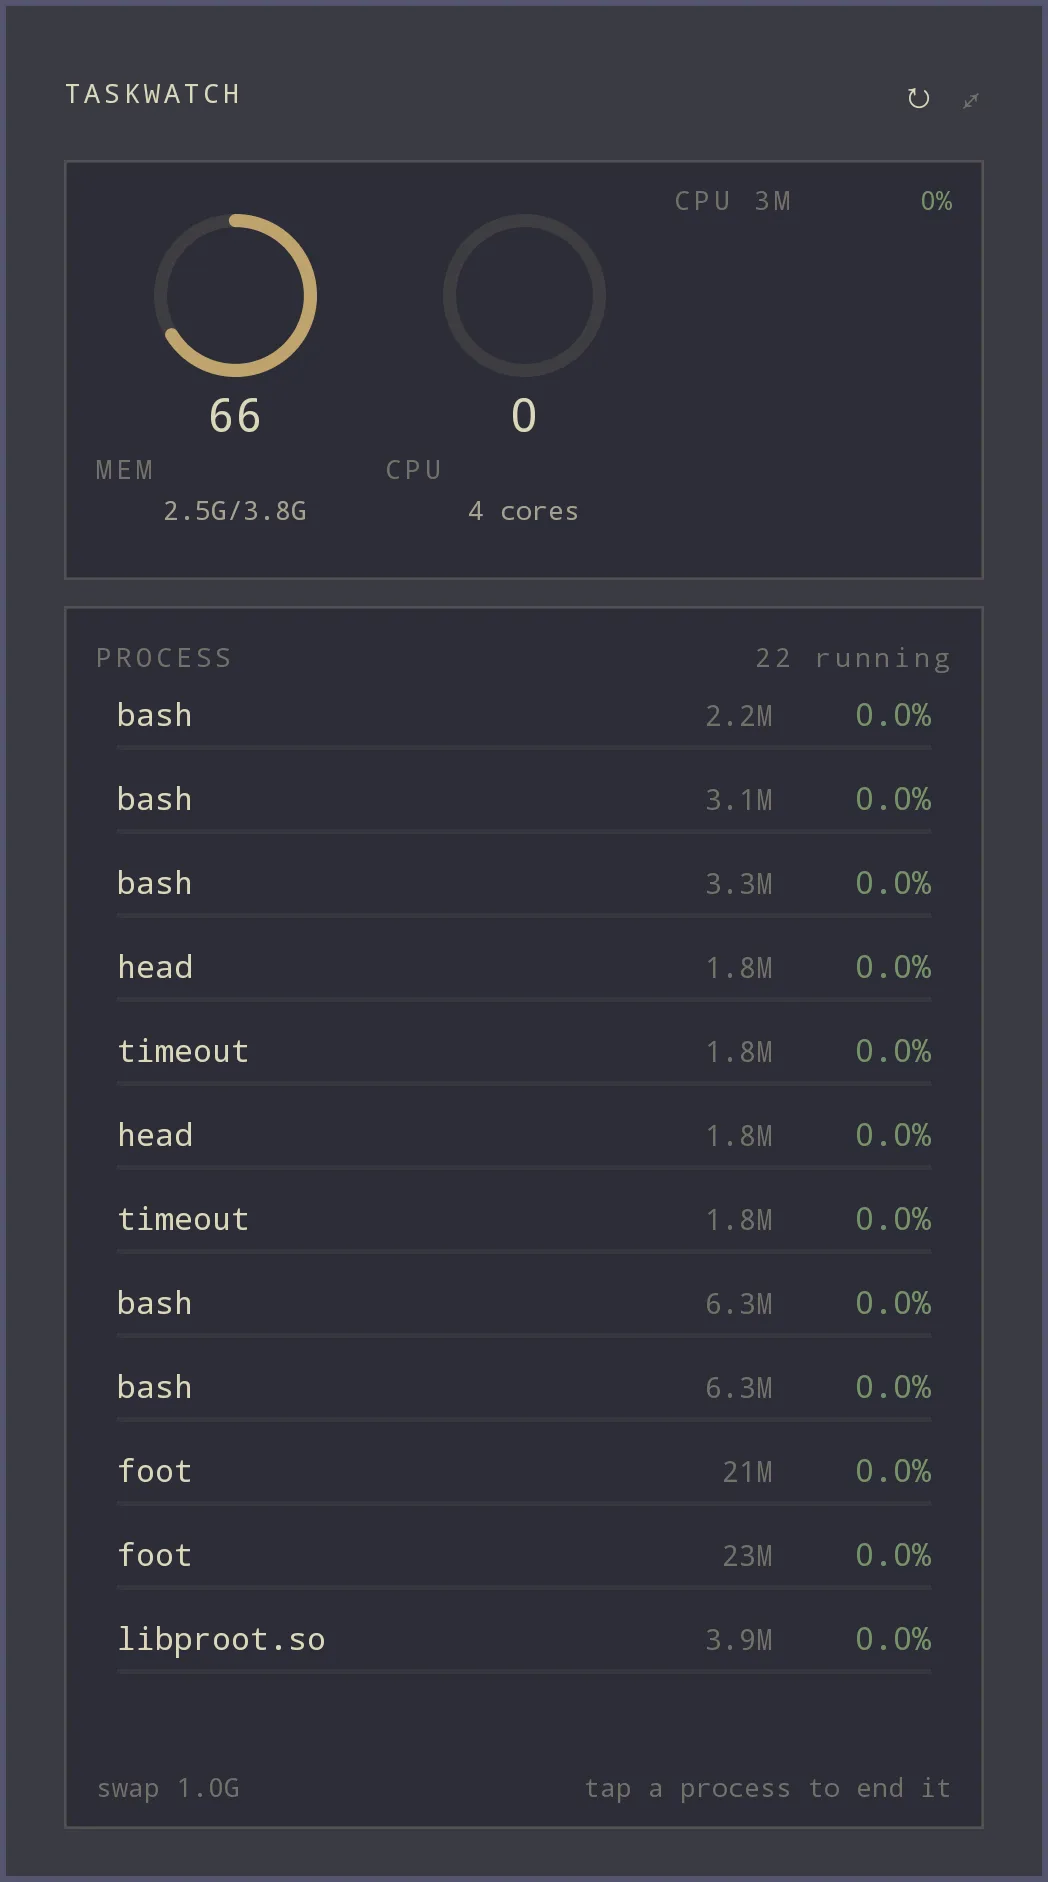 TASKWATCH ↻ ⤢
CPU 3M 0%
66 0
MEM CPU
2.5G/3.8G 4 cores
PROCESS 22 running
bash 2.2M 0.0%
bash 3.1M 0.0%
bash 3.3M 0.0%
head 1.8M 0.0%
timeout 1.8M 0.0%
head 1.8M 0.0%
timeout 1.8M 0.0%
bash 6.3M 0.0%
bash 6.3M 0.0%
foot 21M 0.0%
foot 23M 0.0%
libproot.so 3.9M 0.0%
swap 1.0G tap a process to end it